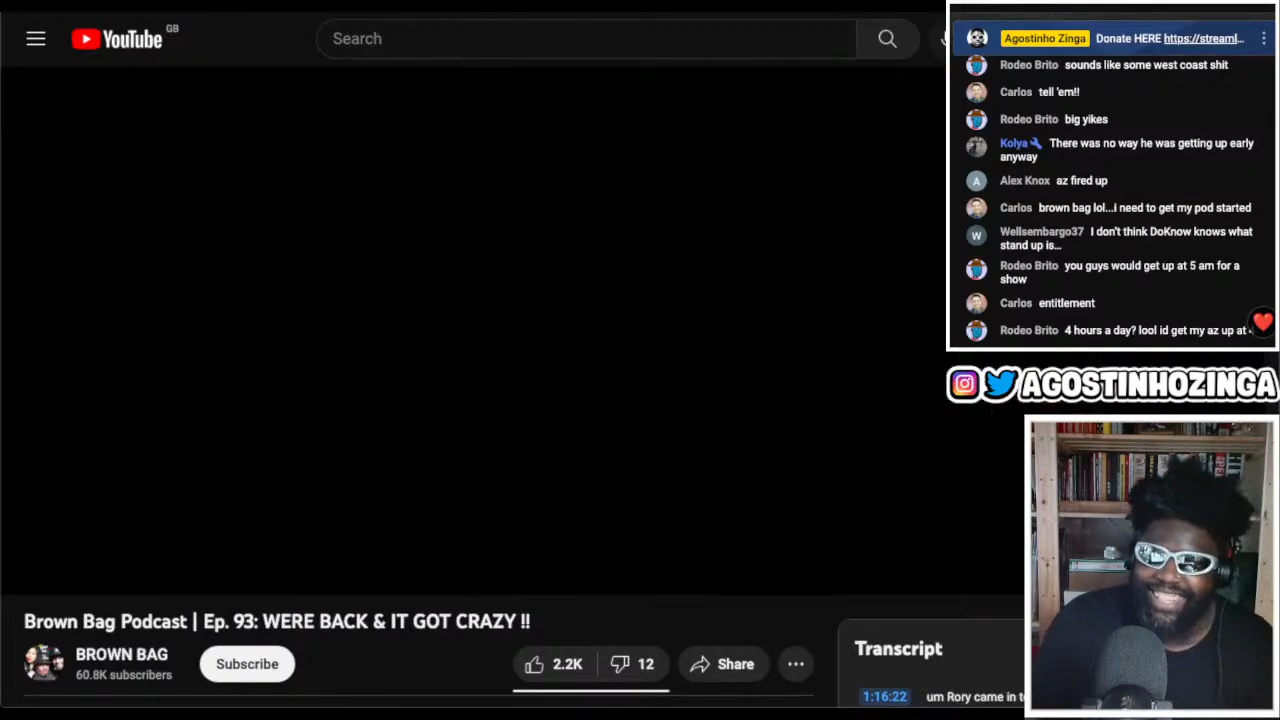 YouTube GB
Search
Agostinho Zinga Donate HERE https://streaml...
Rodeo Brito sounds like some west coast shit
Carlos tell 'em!!
Rodeo Brito big yikes
Kolya There was no way he was getting up early
anyway
A Alex Knox az fired up
Carlos brown bag lol...i need to get my pod started
W Wellsembargo37 I don't think DoKnow knows what
stand up is...
Rodeo Brito you guys would get up at 5 am for a
show
Carlos entitlement
Rodeo Brito 4 hours a day? lool id get my az up at
AGOSTINHOZINGA
Brown Bag Podcast | Ep. 93: WERE BACK & IT GOT CRAZY !!
BROWN BAG
60.8K subscribers
Subscribe
2.2K
12
Share
Transcript
1:16:22 um Rory came in t